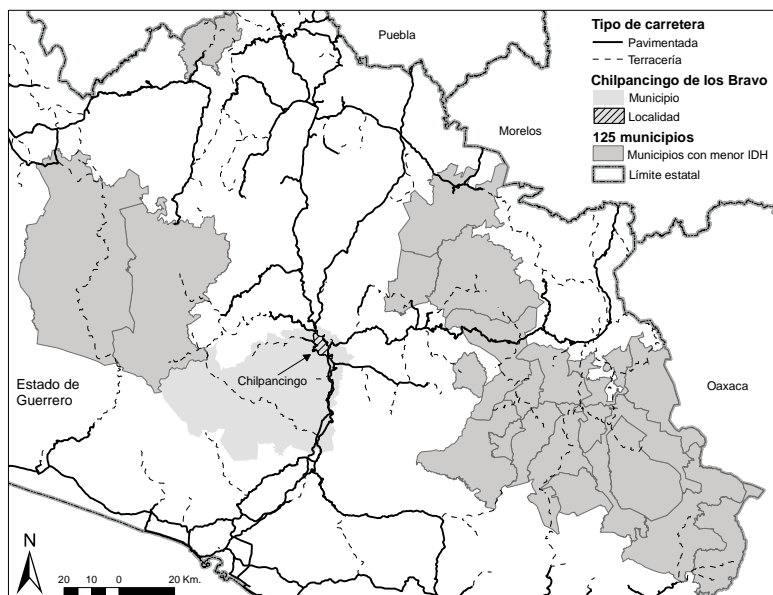 Tipo de carretera
Pavimentada
Terracería
Chilpancingo de los Bravo
Municipio
Localidad
125 municipios
Municipios con menor IDH
Límite estatal
Puebla
Morelos
Oaxaca
Chilpancingo
Estado de
Guerrero
N
20 10 0 20 Km.